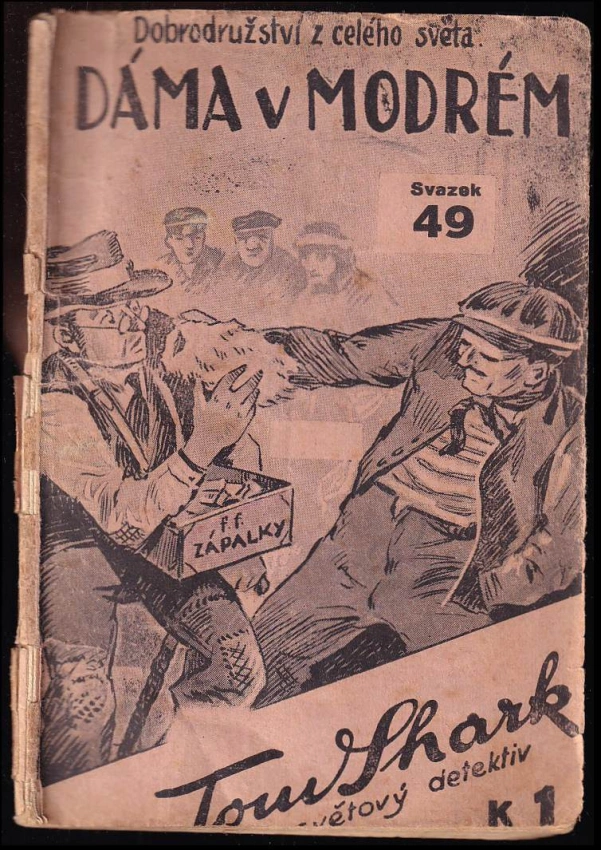 Dobrodružství z celého světa.
DÁMA v MODRÉM
Svazek
49
f.f.
ZÁPALKY
Tom Shark
světový detektiv
K 1